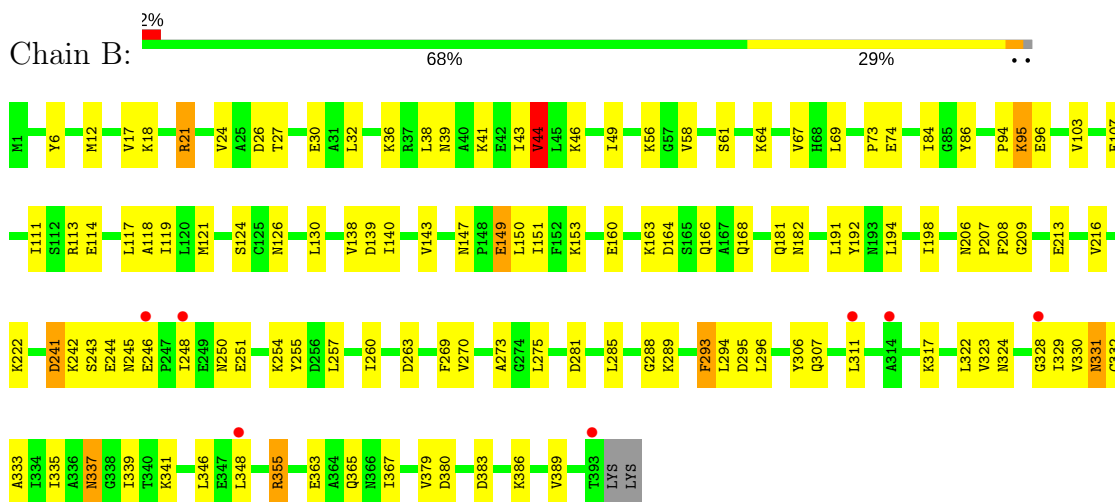 2%
Chain B:
68% 29% • •
M1 Y6 M12 V17 K18 R21 V24 A25 D26 T27 E30 A31 L32 K36 R37 L38 N39 A40 K41 E42 I43 V44 L45 K46 I49 K56 G57 V58 S61 K64 V67 H68 L69 P73 E74 I84 G85 Y86 P94 K95 E96 V103
I111 S112 R113 E114 L117 A118 I119 L120 M121 S124 C125 N126 L130 V138 D139 I140 V143 N147 P148 E149 L150 I151 F152 K153 E160 K163 D164 S165 Q166 A167 Q168 Q181 N182 L191 Y192 N193 L194 I198 N206 P207 F208 G209 E213 V216
K222 D241 K242 S243 E244 N245 E246 P247 I248 E249 N250 E251 K254 Y255 D256 L257 I260 D263 F269 V270 A273 G274 L275 D281 L285 G288 K289 F293 L294 D295 L296 Y306 Q307 L311 A314 K317 L322 V323 N324 G328 I329 V330 N331
A333 I334 I335 A336 N337 G338 I339 T340 K341 L346 E347 L348 R355 E363 A364 Q365 N366 I367 V379 D380 D383 K386 V389 T393 LYS LYS